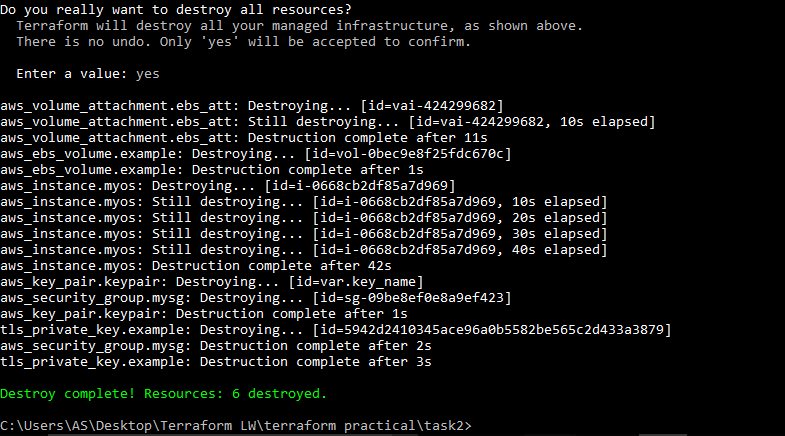 Do you really want to destroy all resources?
  Terraform will destroy all your managed infrastructure, as shown above.
  There is no undo. Only 'yes' will be accepted to confirm.

  Enter a value: yes

aws_volume_attachment.ebs_att: Destroying... [id=vai-424299682]
aws_volume_attachment.ebs_att: Still destroying... [id=vai-424299682, 10s elapsed]
aws_volume_attachment.ebs_att: Destruction complete after 11s
aws_ebs_volume.example: Destroying... [id=vol-0bec9e8f25fdc670c]
aws_ebs_volume.example: Destruction complete after 1s
aws_instance.myos: Destroying... [id=i-0668cb2df85a7d969]
aws_instance.myos: Still destroying... [id=i-0668cb2df85a7d969, 10s elapsed]
aws_instance.myos: Still destroying... [id=i-0668cb2df85a7d969, 20s elapsed]
aws_instance.myos: Still destroying... [id=i-0668cb2df85a7d969, 30s elapsed]
aws_instance.myos: Still destroying... [id=i-0668cb2df85a7d969, 40s elapsed]
aws_instance.myos: Destruction complete after 42s
aws_key_pair.keypair: Destroying... [id=var.key_name]
aws_security_group.mysg: Destroying... [id=sg-09be8ef0e8a9ef423]
aws_key_pair.keypair: Destruction complete after 1s
tls_private_key.example: Destroying... [id=5942d2410345ace96a0b5582be565c2d433a3879]
aws_security_group.mysg: Destruction complete after 2s
tls_private_key.example: Destruction complete after 3s

Destroy complete! Resources: 6 destroyed.

C:\Users\AS\Desktop\Terraform LW\terraform practical\task2>